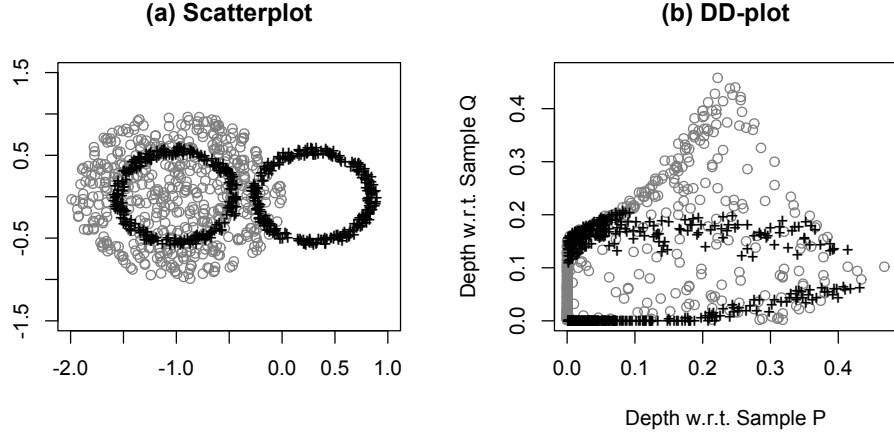 (a) Scatterplot
1.5
0.5
-0.5
-1.5
-2.0 -1.0 0.0 0.5 1.0
(b) DD-plot
Depth w.r.t. Sample Q
0.4
0.3
0.2
0.1
0.0
0.0 0.1 0.2 0.3 0.4
Depth w.r.t. Sample P